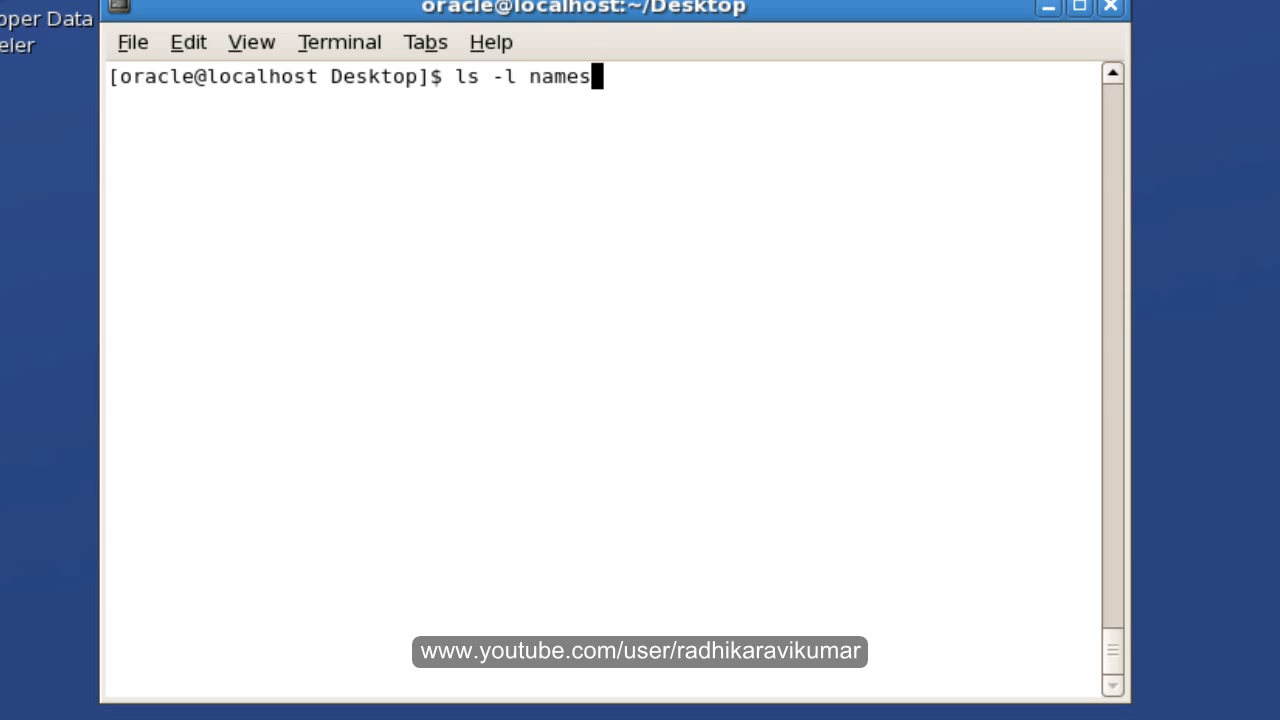 oper Data
eler
oracle@localhost:~/Desktop
File Edit View Terminal Tabs Help
[oracle@localhost Desktop]$ ls -l names
www.youtube.com/user/radhikaravikumar